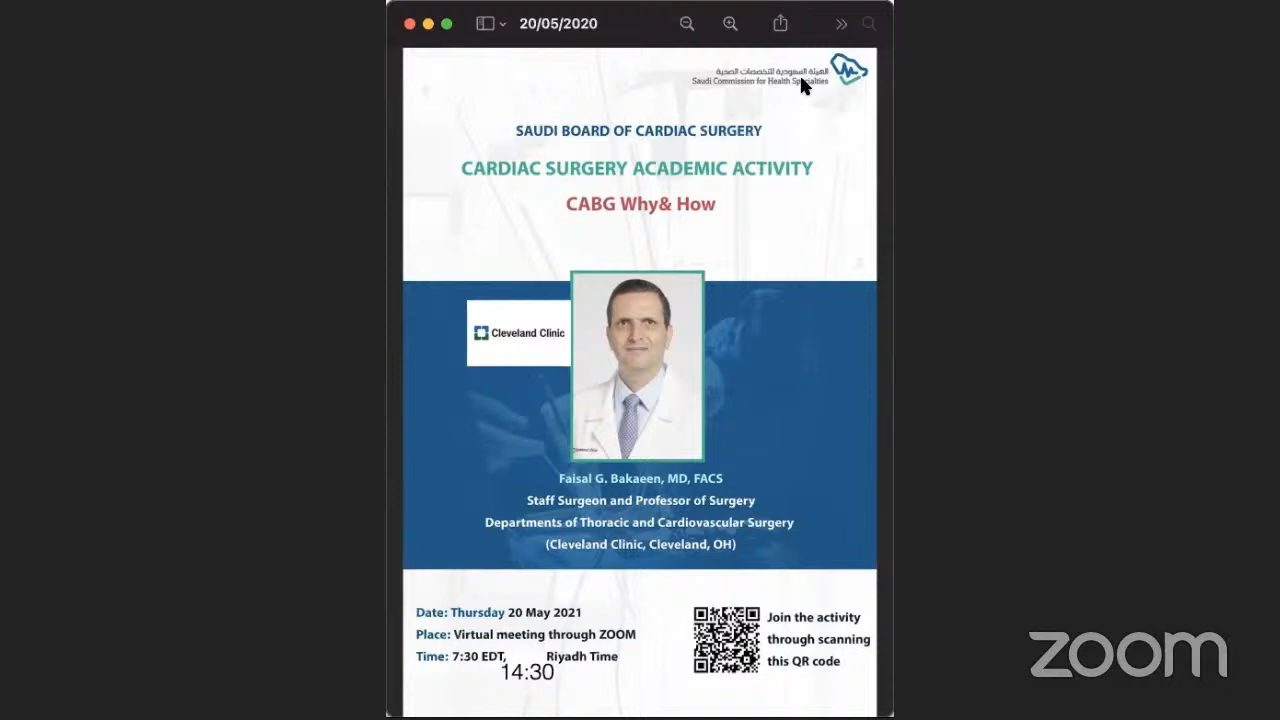 20/05/2020
الهيئة السعودية للتخصصات الصحية
Saudi Commission for Health Specialties
SAUDI BOARD OF CARDIAC SURGERY
CARDIAC SURGERY ACADEMIC ACTIVITY
CABG Why& How
Cleveland Clinic
Faisal G. Bakaeen, MD, FACS
Staff Surgeon and Professor of Surgery
Departments of Thoracic and Cardiovascular Surgery
(Cleveland Clinic, Cleveland, OH)
Date: Thursday 20 May 2021
Place: Virtual meeting through ZOOM
Time: 7:30 EDT, Riyadh Time
14:30
Join the activity
through scanning
this QR code
zoom